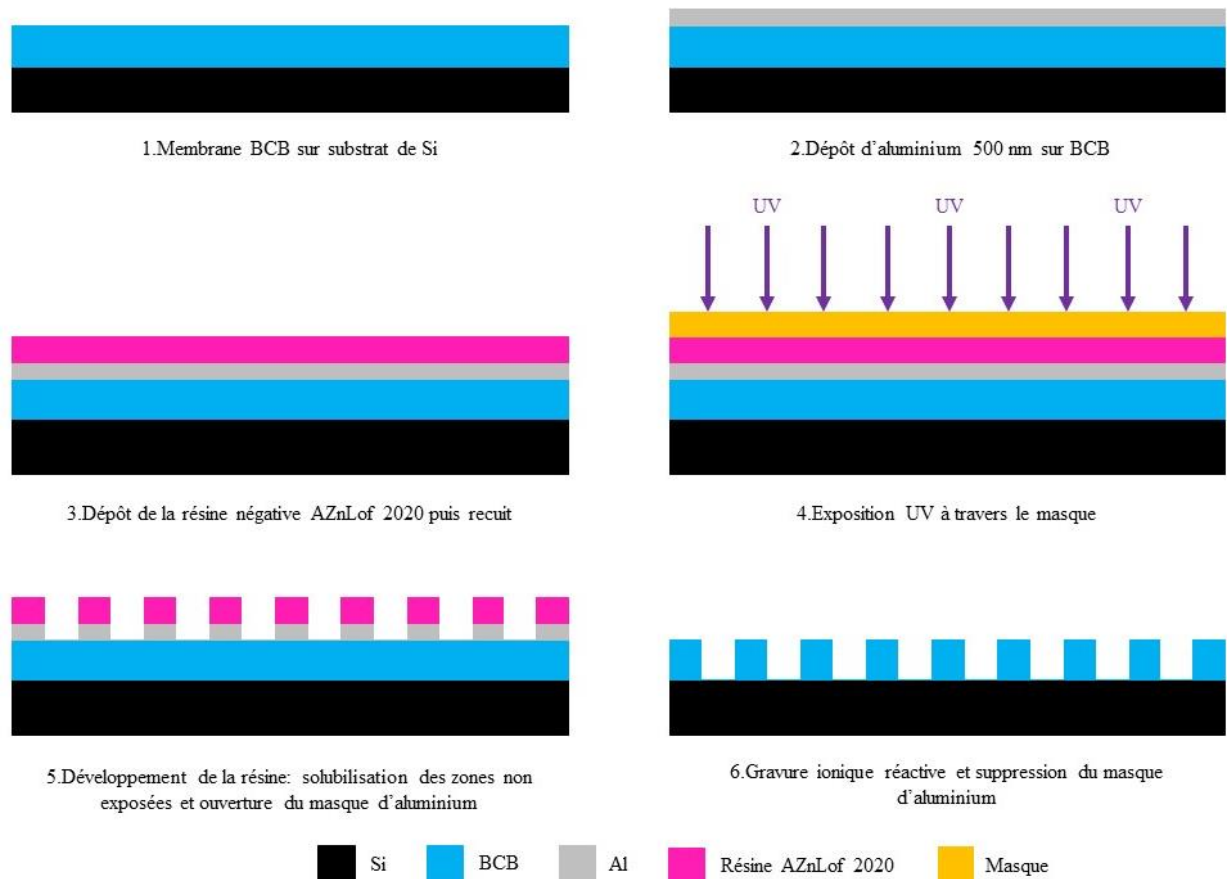 1.Membrane BCB sur substrat de Si
2.Dépôt d'aluminium 500 nm sur BCB
UV UV UV
3.Dépôt de la résine négative AZnLof 2020 puis recuit
4.Exposition UV à travers le masque
5.Développement de la résine: solubilisation des zones non
exposées et ouverture du masque d'aluminium
6.Gravure ionique réactive et suppression du masque
d'aluminium
Si BCB Al Résine AZnLof 2020 Masque